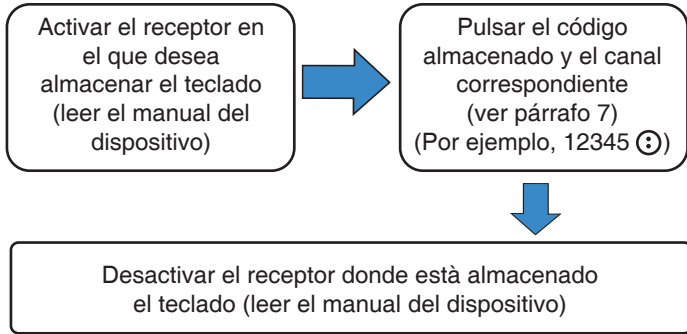 Activar el receptor en
el que desea
almacenar el teclado
(leer el manual del
dispositivo)
Pulsar el código
almacenado y el canal
correspondiente
(ver párrafo 7)
(Por ejemplo, 12345 :)
Desactivar el receptor donde està almacenado
el teclado (leer el manual del dispositivo)